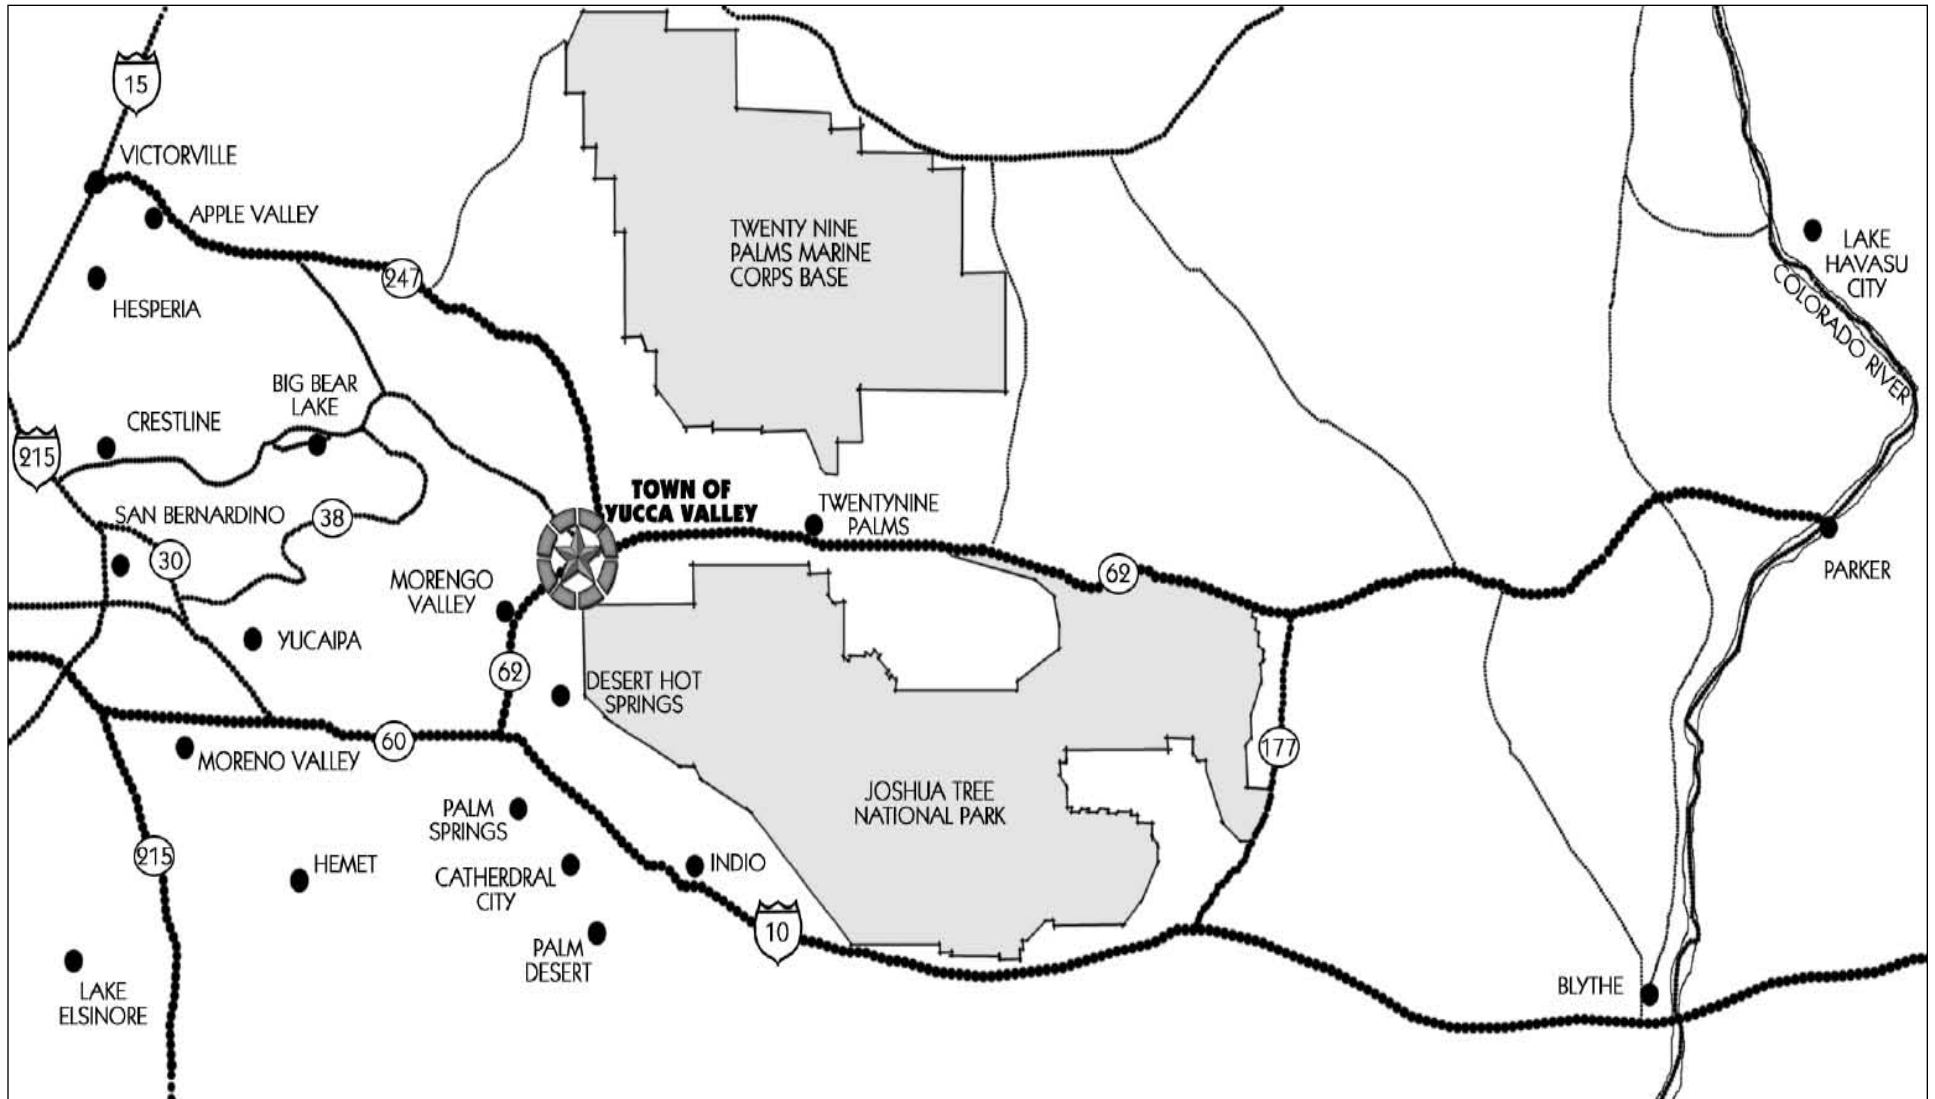 15
VICTORVILLE
APPLE VALLEY
HESPERIA
247
TWENTY NINE
PALMS MARINE
CORPS BASE
LAKE
HAVASU
CITY
COLORADO RIVER
BIG BEAR
LAKE
CRESTLINE
215
SAN BERNARDINO
38
30
TOWN OF
YUCCA VALLEY
TWENTYNINE
PALMS
62
PARKER
MORENGO
VALLEY
YUCAIPA
62
DESERT HOT
SPRINGS
60
MORENO VALLEY
177
JOSHUA TREE
NATIONAL PARK
PALM
SPRINGS
215
HEMET
CATHERDRAL
CITY
INDIO
10
PALM
DESERT
LAKE
ELSINORE
BLYTHE